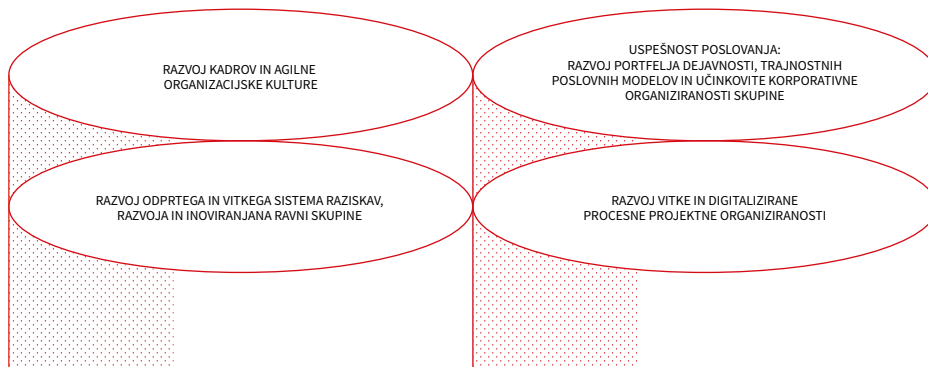 RAZVOJ KADROV IN AGILNE
ORGANIZACIJSKE KULTURE
USPEŠNOST POSLOVANJA:
RAZVOJ PORTFELJA DEJAVNOSTI, TRAJNOSTNIH
POSLOVNIH MODELOV IN UČINKOVITE KORPORATIVNE
ORGANIZIRANOSTI SKUPINE
RAZVOJ ODPRTEGA IN VITKEGA SISTEMA RAZISKAV,
RAZVOJA IN INOVIRANJANA RAVNI SKUPINE
RAZVOJ VITKE IN DIGITALIZIRANE
PROCESNE PROJEKTNE ORGANIZIRANOSTI